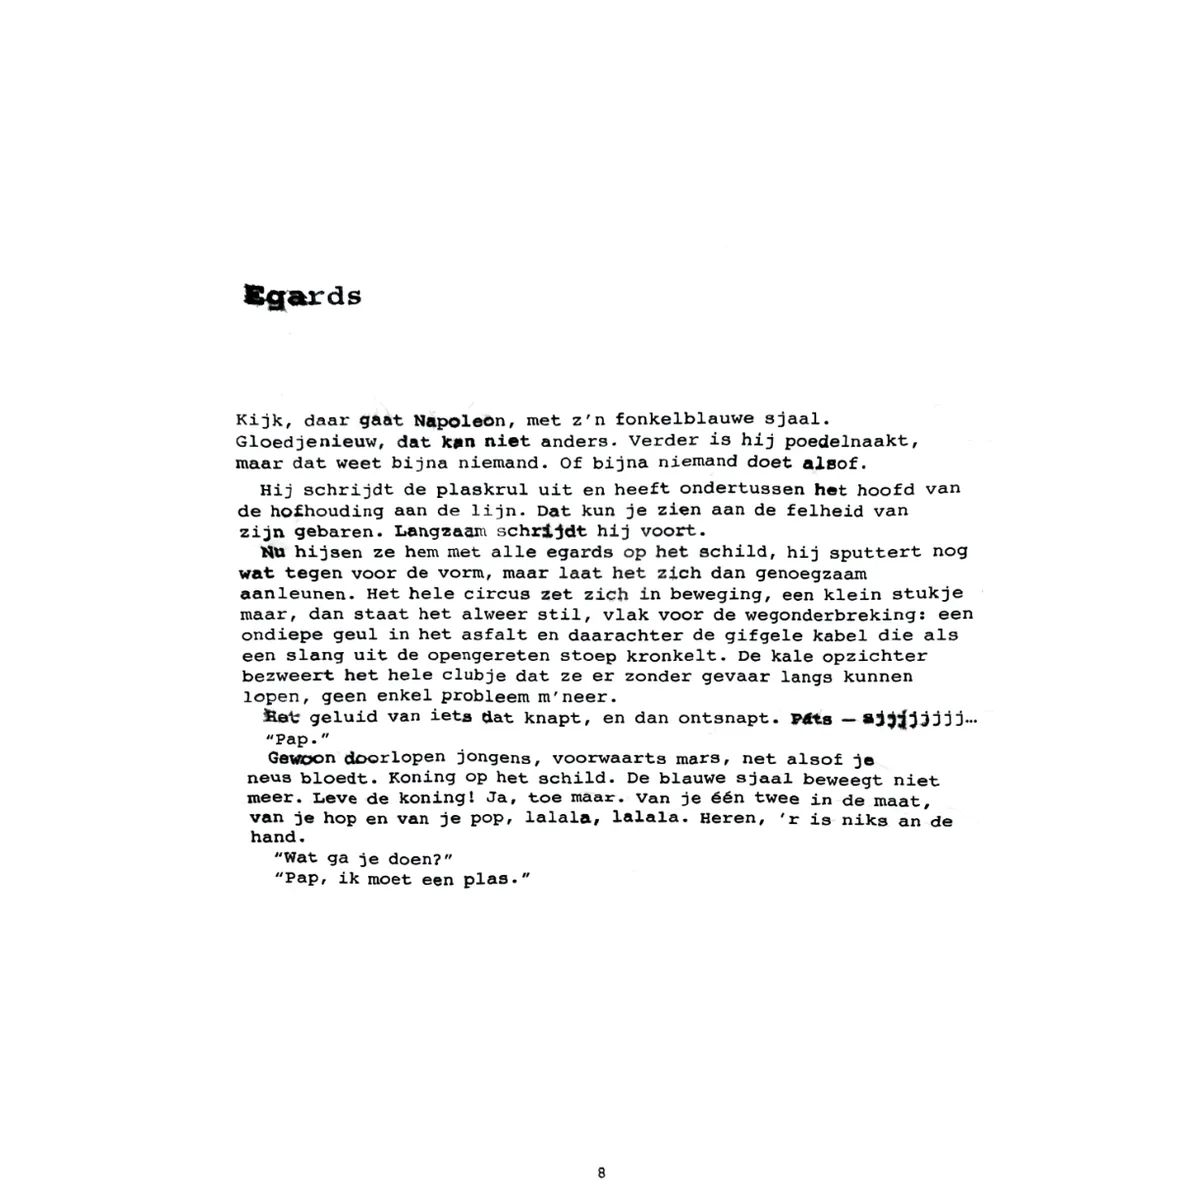 Egards
Kijk, daar gaat Napoleon, met z'n fonkelblauwe sjaal.
Gloedjenieuw, dat kan niet anders. Verder is hij poedelnaakt,
maar dat weet bijna niemand. Of bijna niemand doet alsof.
Hij schrijdt de plaskrul uit en heeft ondertussen het hoofd van
de hofhouding aan de lijn. Dat kun je zien aan de felheid van
zijn gebaren. Langzaam schrijdt hij voort.
Nu hijsen ze hem met alle egards op het schild, hij sputtert nog
wat tegen voor de vorm, maar laat het zich dan genoegzaam
aanleunen. Het hele circus zet zich in beweging, een klein stukje
maar, dan staat het alweer stil, vlak voor de wegonderbreking: een
ondiepe geul in het asfalt en daarachter de gifgele kabel die als
een slang uit de opengereten stoep kronkelt. De kale opzichter
bezweert het hele clubje dat ze er zonder gevaar langs kunnen
lopen, geen enkel probleem m'neer.
Het geluid van iets dat knapt, en dan ontsnapt. Pats — sjjjjjjjj…
"Pap."
Gewoon doorlopen jongens, voorwaarts mars, net alsof je
neus bloedt. Koning op het schild. De blauwe sjaal beweegt niet
meer. Leve de koning! Ja, toe maar. Van je één twee in de maat,
van je hop en van je pop, lalala, lalala. Heren, 'r is niks an de
hand.
"Wat ga je doen?"
"Pap, ik moet een plas."
8